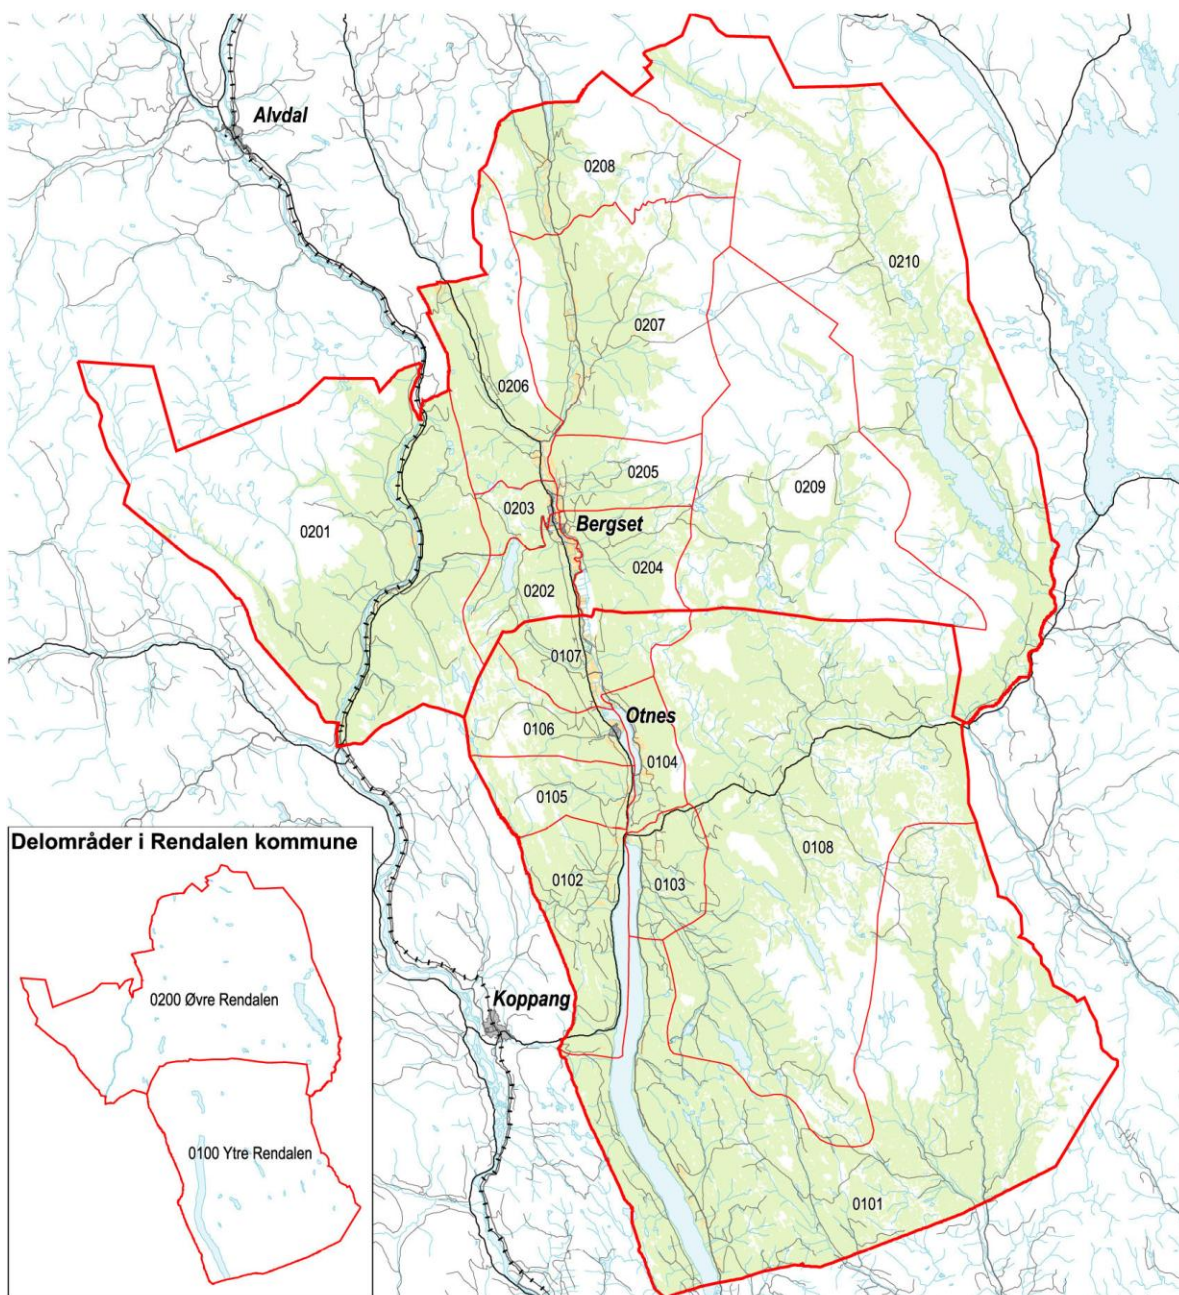 Alvdal
0208
0210
0207
0206
0205
0209
0203
Bergset
0201
0204
0202
0107
Otnes
0106
0104
0105
0108
0102
0103
Koppang
0101
Delområder i Rendalen kommune
0200 Øvre Rendalen
0100 Ytre Rendalen